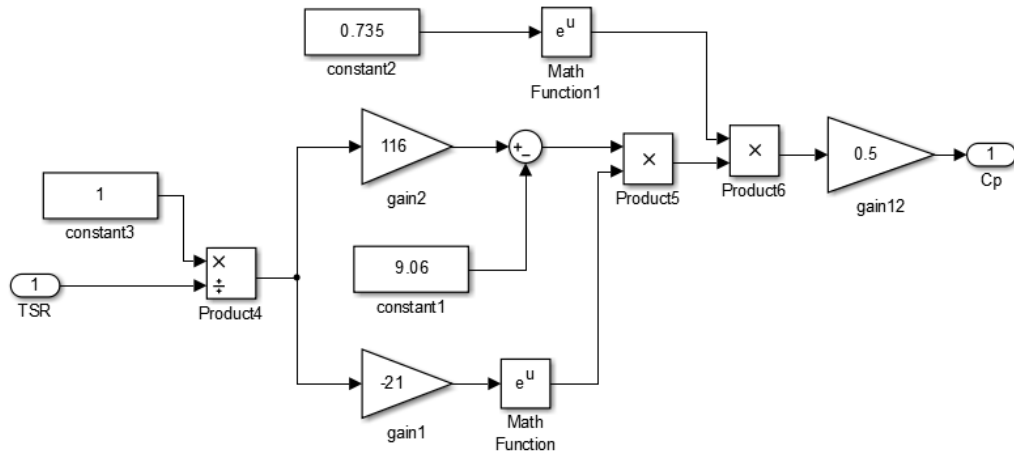 0.735
constant2
e^u
Math
Function1
116
gain2
+
−
×
Product5
×
Product6
0.5
gain12
1
Cp
1
constant3
×
÷
Product4
1
TSR
9.06
constant1
-21
gain1
e^u
Math
Function